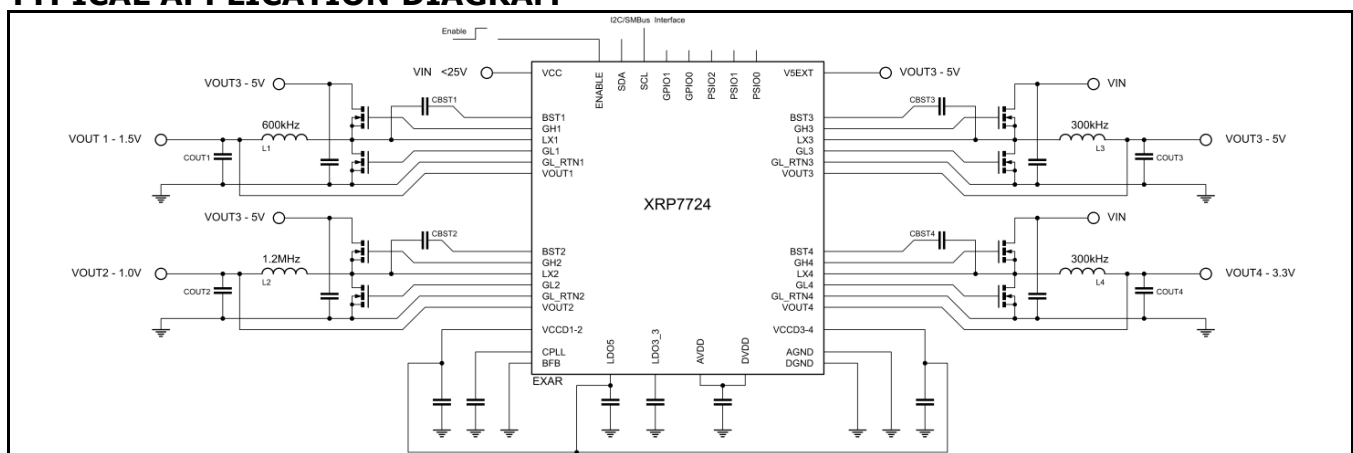 TYPICAL APPLICATION DIAGRAM
I2C/SMBus Interface
Enable
VIN <25V
VCC
ENABLE
SDA
SCL
GPIO1
GPIO0
PSIO2
PSIO1
PSIO0
V5EXT
VOUT3 - 5V
VOUT3 - 5V
CBST1
BST1
GH1
LX1
GL1
GL_RTN1
VOUT1
600kHz
L1
VOUT 1 - 1.5V
COUT1
BST3
GH3
LX3
GL3
GL_RTN3
VOUT3
CBST3
VIN
300kHz
L3
VOUT3 - 5V
COUT3
XRP7724
VOUT3 - 5V
CBST2
BST2
GH2
LX2
GL2
GL_RTN2
VOUT2
1.2MHz
L2
VOUT2 - 1.0V
COUT2
BST4
GH4
LX4
GL4
GL_RTN4
VOUT4
CBST4
VIN
300kHz
L4
VOUT4 - 3.3V
COUT4
VCCD1-2
CPLL
BFB
LDO5
LDO3_3
AVDD
DVDD
VCCD3-4
AGND
DGND
EXAR